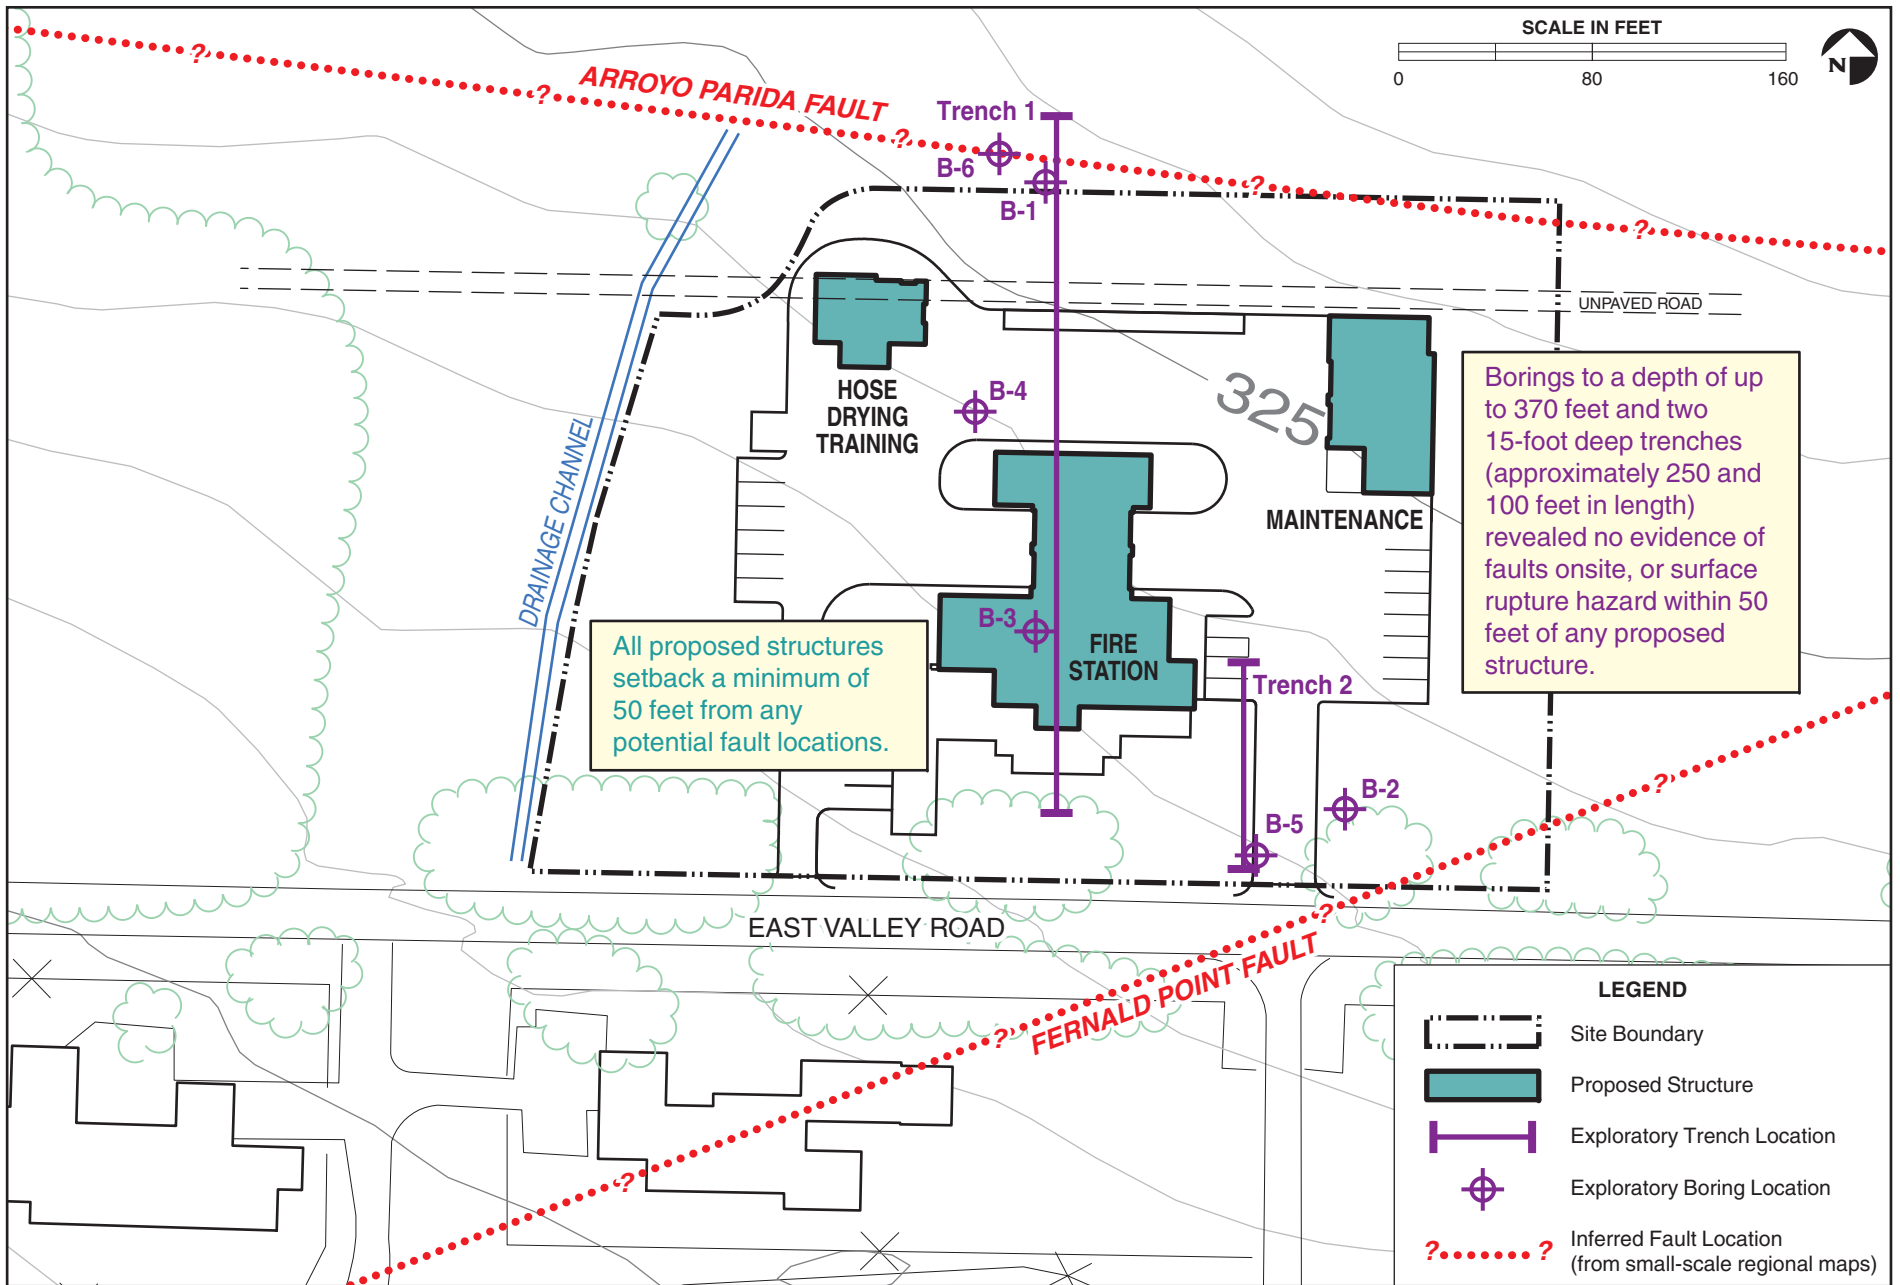 SCALE IN FEET
0 80 160
N
? ? ? ? ? ?
ARROYO PARIDA FAULT
Trench 1
B-6
B-1
UNPAVED ROAD
HOSE
DRYING
TRAINING
B-4
325
MAINTENANCE
Borings to a depth of up
to 370 feet and two
15-foot deep trenches
(approximately 250 and
100 feet in length)
revealed no evidence of
faults onsite, or surface
rupture hazard within 50
feet of any proposed
structure.
DRAINAGE CHANNEL
B-3
FIRE
STATION
All proposed structures
setback a minimum of
50 feet from any
potential fault locations.
Trench 2
B-2
B-5
EAST VALLEY ROAD
? ? ? ?
FERNALD POINT FAULT
LEGEND
Site Boundary
Proposed Structure
Exploratory Trench Location
Exploratory Boring Location
? ? Inferred Fault Location
(from small-scale regional maps)